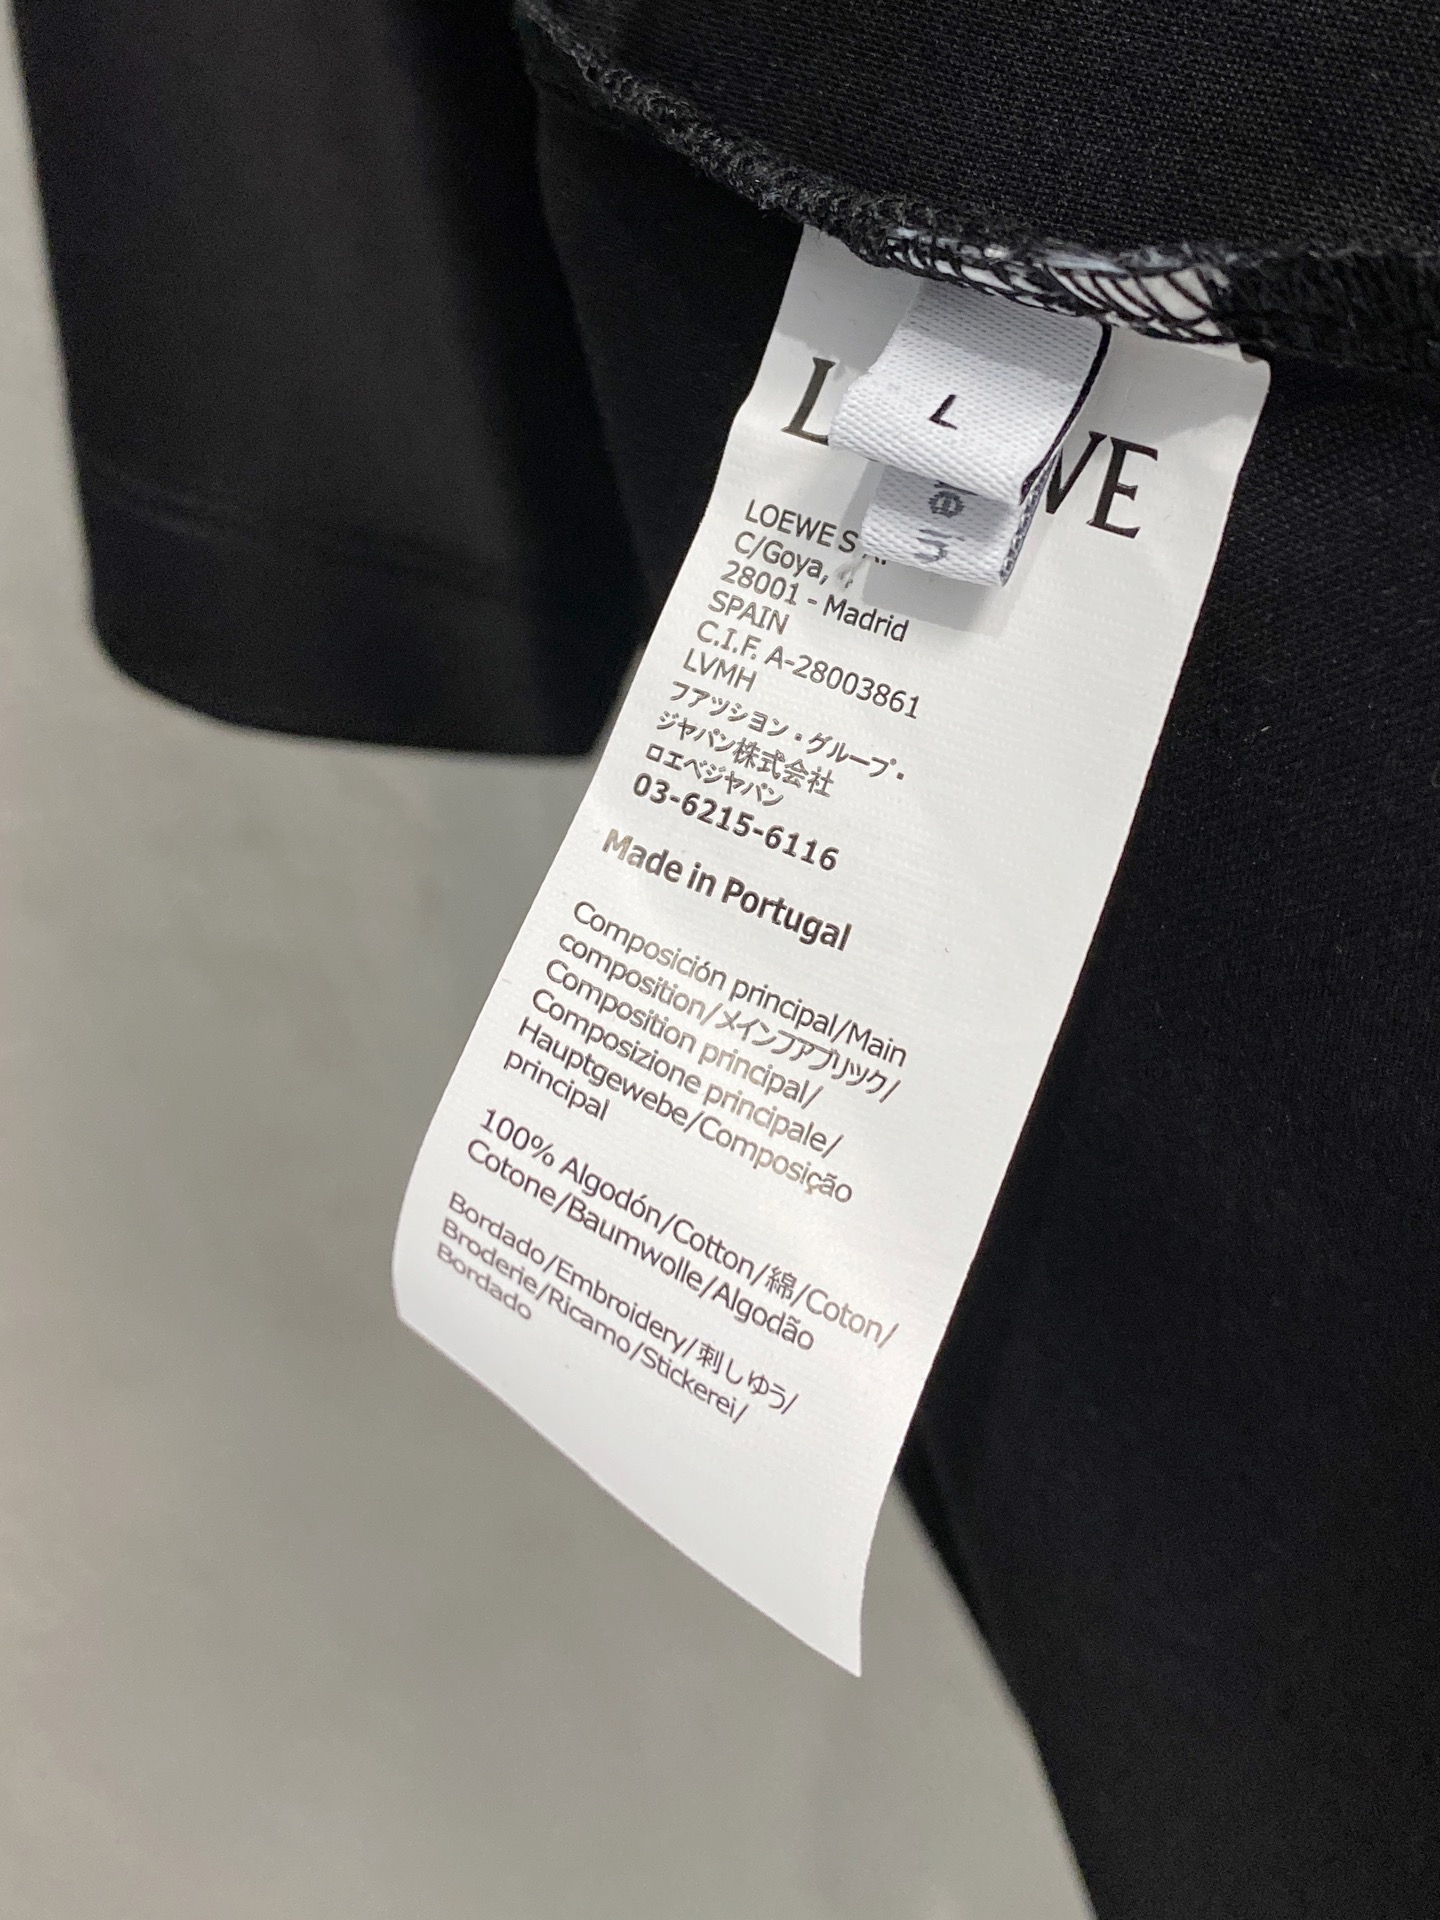 L
LOEWE
LOEWE S.A.
C/Goya, 4
28001 - Madrid
SPAIN
C.I.F. A-28003861
LVMH
ファッション・グループ・
ジャパン株式会社
ロエベジャパン
03-6215-6116
Made in Portugal
Composición principal/Main
composition/メインファブリック/
Composition principal/
Composizione principale/
Hauptgewebe/Composição
principal
100% Algodón/Cotton/綿/Coton/
Cotone/Baumwolle/Algodão
Bordado/Embroidery/刺しゅう/
Broderie/Ricamo/Stickerei/
Bordado